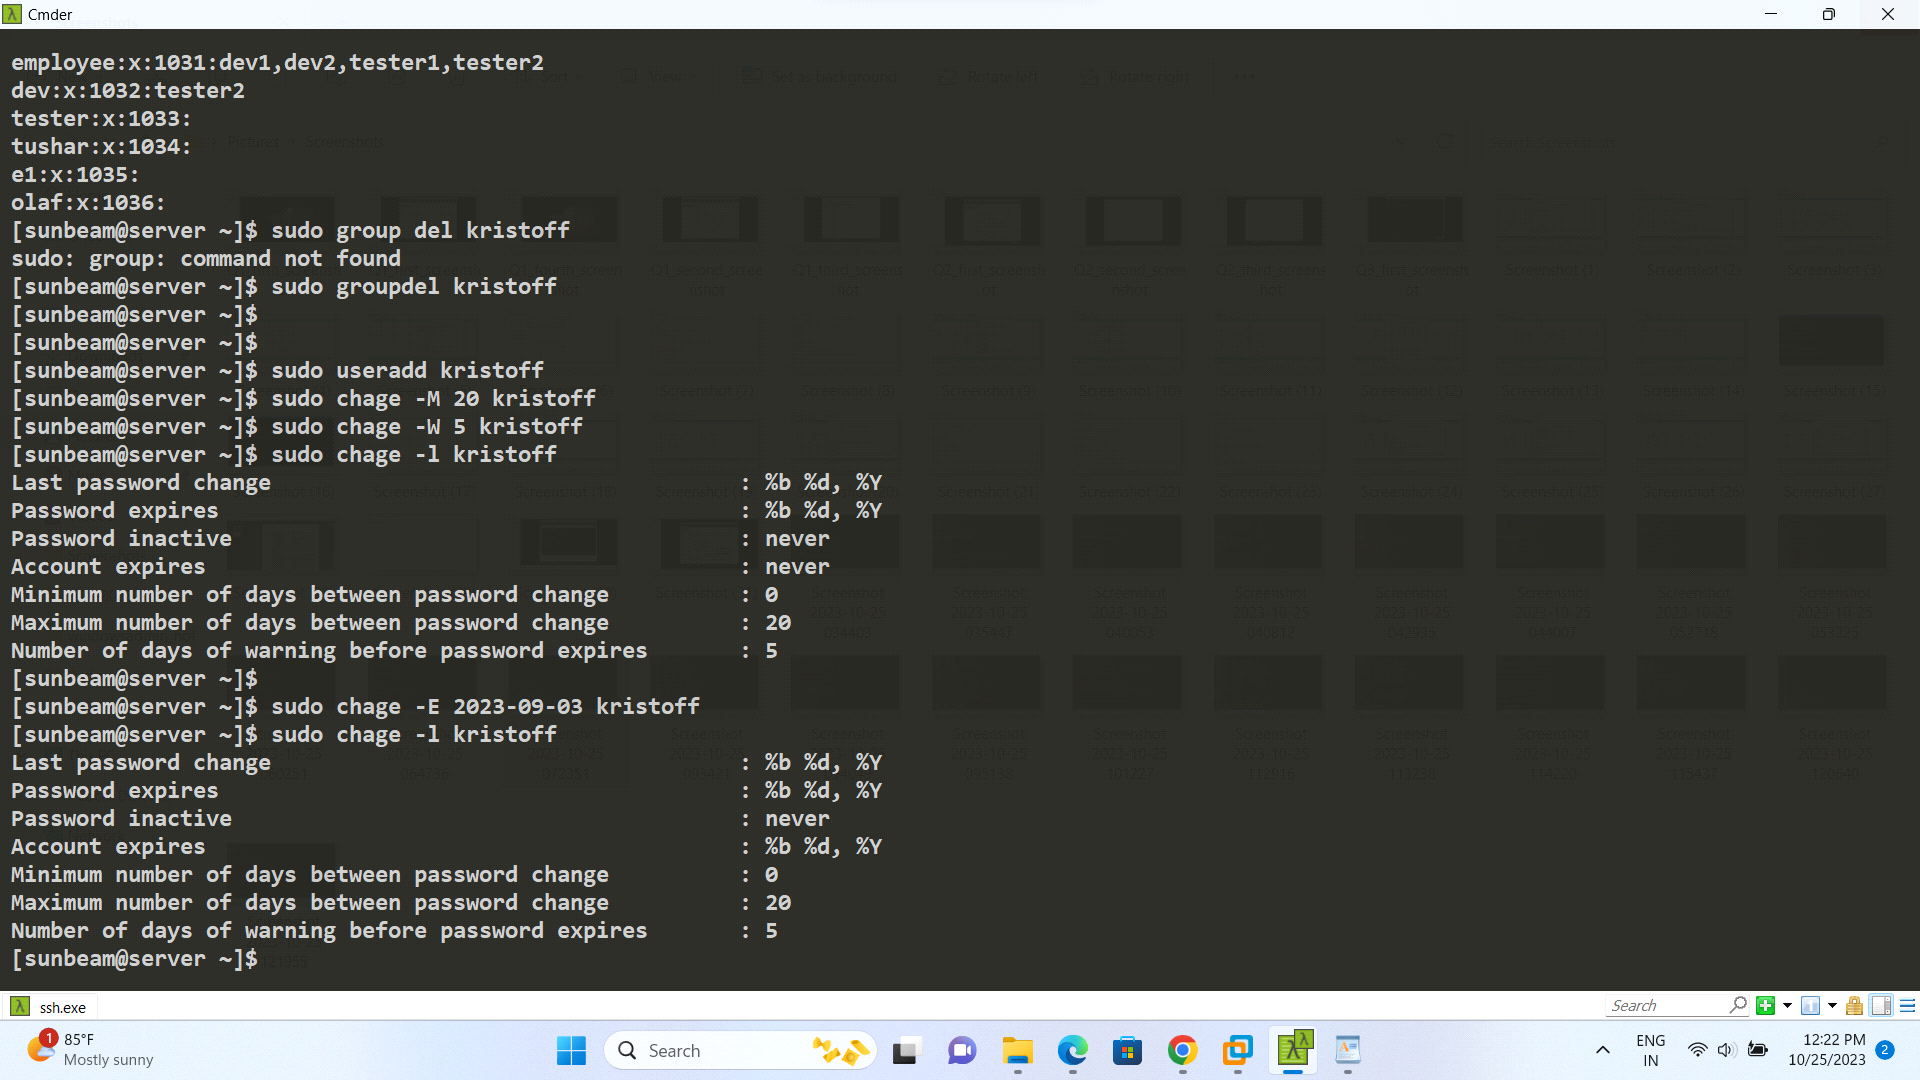 Cmder
employee:x:1031:dev1,dev2,tester1,tester2
dev:x:1032:tester2
tester:x:1033:
tushar:x:1034:
e1:x:1035:
olaf:x:1036:
[sunbeam@server ~]$ sudo group del kristoff
sudo: group: command not found
[sunbeam@server ~]$ sudo groupdel kristoff
[sunbeam@server ~]$
[sunbeam@server ~]$
[sunbeam@server ~]$ sudo useradd kristoff
[sunbeam@server ~]$ sudo chage -M 20 kristoff
[sunbeam@server ~]$ sudo chage -W 5 kristoff
[sunbeam@server ~]$ sudo chage -l kristoff
Last password change : %b %d, %Y
Password expires : %b %d, %Y
Password inactive : never
Account expires : never
Minimum number of days between password change : 0
Maximum number of days between password change : 20
Number of days of warning before password expires : 5
[sunbeam@server ~]$
[sunbeam@server ~]$ sudo chage -E 2023-09-03 kristoff
[sunbeam@server ~]$ sudo chage -l kristoff
Last password change : %b %d, %Y
Password expires : %b %d, %Y
Password inactive : never
Account expires : %b %d, %Y
Minimum number of days between password change : 0
Maximum number of days between password change : 20
Number of days of warning before password expires : 5
[sunbeam@server ~]$
ssh.exe
Search
1
85°F
Mostly sunny
Search
ENG
IN
12:22 PM
10/25/2023
2